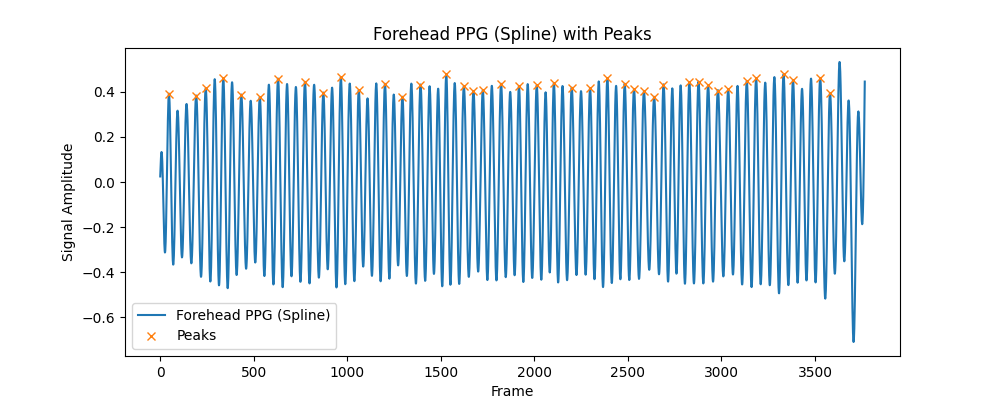 Forehead PPG (Spline) with Peaks
Signal Amplitude
0.4
0.2
0.0
−0.2
−0.4
−0.6
Forehead PPG (Spline)
Peaks
0 500 1000 1500 2000 2500 3000 3500
Frame